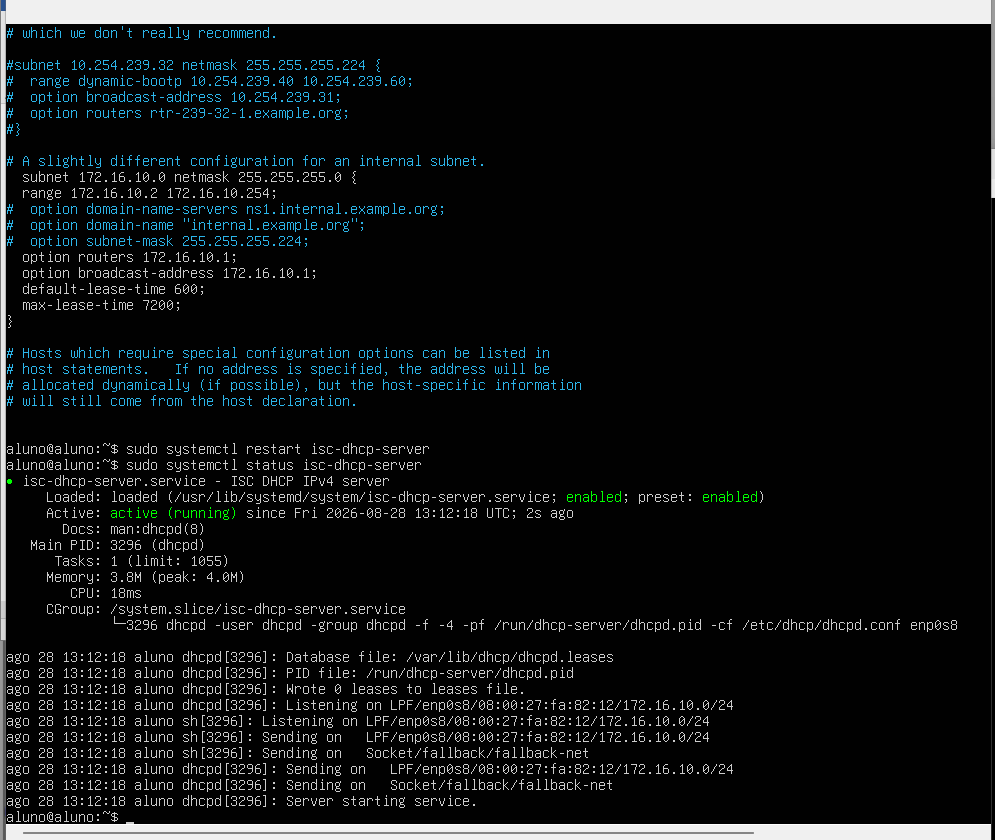 # which we don't really recommend.
#subnet 10.254.239.32 netmask 255.255.255.224 {
#  range dynamic-bootp 10.254.239.40 10.254.239.60;
#  option broadcast-address 10.254.239.31;
#  option routers rtr-239-32-1.example.org;
#}
# A slightly different configuration for an internal subnet.
  subnet 172.16.10.0 netmask 255.255.255.0 {
  range 172.16.10.2 172.16.10.254;
#  option domain-name-servers ns1.internal.example.org;
#  option domain-name "internal.example.org";
#  option subnet-mask 255.255.255.224;
  option routers 172.16.10.1;
  option broadcast-address 172.16.10.1;
  default-lease-time 600;
  max-lease-time 7200;
}
# Hosts which require special configuration options can be listed in
# host statements.   If no address is specified, the address will be
# allocated dynamically (if possible), but the host-specific information
# will still come from the host declaration.
aluno@aluno:~$ sudo systemctl restart isc-dhcp-server
aluno@aluno:~$ sudo systemctl status isc-dhcp-server
● isc-dhcp-server.service - ISC DHCP IPv4 server
     Loaded: loaded (/usr/lib/systemd/system/isc-dhcp-server.service; enabled; preset: enabled)
     Active: active (running) since Fri 2026-08-28 13:12:18 UTC; 2s ago
       Docs: man:dhcpd(8)
   Main PID: 3296 (dhcpd)
      Tasks: 1 (limit: 1055)
     Memory: 3.8M (peak: 4.0M)
        CPU: 18ms
     CGroup: /system.slice/isc-dhcp-server.service
             └─3296 dhcpd -user dhcpd -group dhcpd -f -4 -pf /run/dhcp-server/dhcpd.pid -cf /etc/dhcp/dhcpd.conf enp0s8
ago 28 13:12:18 aluno dhcpd[3296]: Database file: /var/lib/dhcp/dhcpd.leases
ago 28 13:12:18 aluno dhcpd[3296]: PID file: /run/dhcp-server/dhcpd.pid
ago 28 13:12:18 aluno dhcpd[3296]: Wrote 0 leases to leases file.
ago 28 13:12:18 aluno dhcpd[3296]: Listening on LPF/enp0s8/08:00:27:fa:82:12/172.16.10.0/24
ago 28 13:12:18 aluno sh[3296]: Listening on LPF/enp0s8/08:00:27:fa:82:12/172.16.10.0/24
ago 28 13:12:18 aluno sh[3296]: Sending on   LPF/enp0s8/08:00:27:fa:82:12/172.16.10.0/24
ago 28 13:12:18 aluno sh[3296]: Sending on   Socket/fallback/fallback-net
ago 28 13:12:18 aluno dhcpd[3296]: Sending on   LPF/enp0s8/08:00:27:fa:82:12/172.16.10.0/24
ago 28 13:12:18 aluno dhcpd[3296]: Sending on   Socket/fallback/fallback-net
ago 28 13:12:18 aluno dhcpd[3296]: Server starting service.
aluno@aluno:~$ _